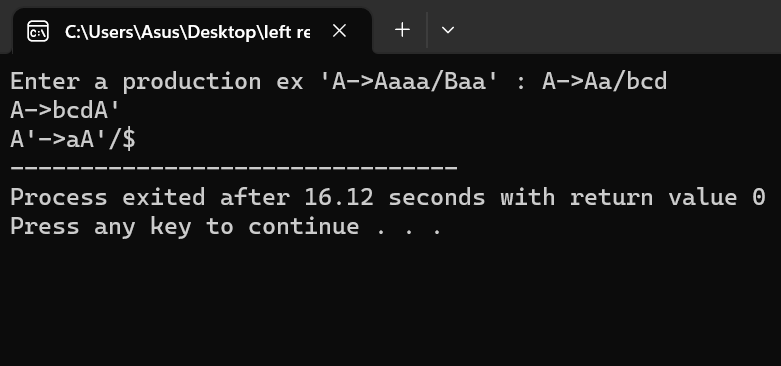 C:\Users\Asus\Desktop\left re
Enter a production ex 'A->Aaaa/Baa' : A->Aa/bcd
A->bcdA'
A'->aA'/$
--------------------------------
Process exited after 16.12 seconds with return value 0
Press any key to continue . . .